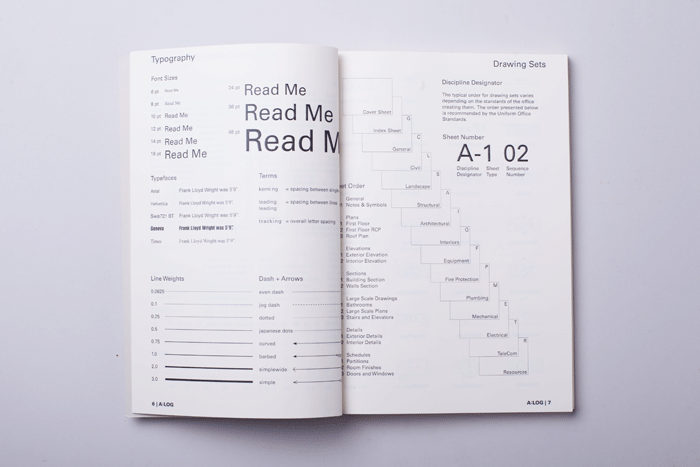 Typography
Font Sizes
6 pt Read Me
8 pt Read Me
10 pt Read Me
12 pt Read Me
14 pt Read Me
18 pt Read Me
24 pt Read Me
36 pt Read Me
48 pt Read M
Typefaces
Arial Frank Lloyd Wright was 5'5".
Helvetica Frank Lloyd Wright was 5'5".
Swis721 BT Frank Lloyd Wright was 5'5".
Geneva Frank Lloyd Wright was 5'5".
Times Frank Lloyd Wright was 5'5".
Terms
kerning = spacing between
leading = spacing between
leading
tracking = overall letter spacing
Line Weights
0.0825
0.1
0.25
0.5
0.75
1.0
2.0
3.0
Dash + Arrows
even dash
jog dash
dotted
japanese dots
curved
barbed
simplewide
simple
6 | A:LOG
Drawing Sets
Discipline Designator
The typical order for drawing sets varies
depending on the standards of the office
creating them. The order presented below
is recommended by the Uniform Office
Standards.
Sheet Number
A-1 02
Discipline Sheet Sequence
Designator Type Number
Cover Sheet
G
Index Sheet
C
General
L
Civil
S
Landscape
A
Structural
I
Architectural
Q
Interiors
F
Equipment
P
Fire Protection
M
Plumbing
E
Mechanical
T
Electrical
R
TeleCom
Resources
et Order
General
Notes & Symbols
Plans
First Floor
First Floor RCP
Roof Plan
Elevations
Exterior Elevation
Interior Elevation
Sections
Building Section
Walls Section
Large Scale Drawings
Bathrooms
Large Scale Plans
Stairs and Elevators
Details
Exterior Details
Interior Details
Schedules
Partitions
Room Finishes
Doors and Windows
A:LOG | 7